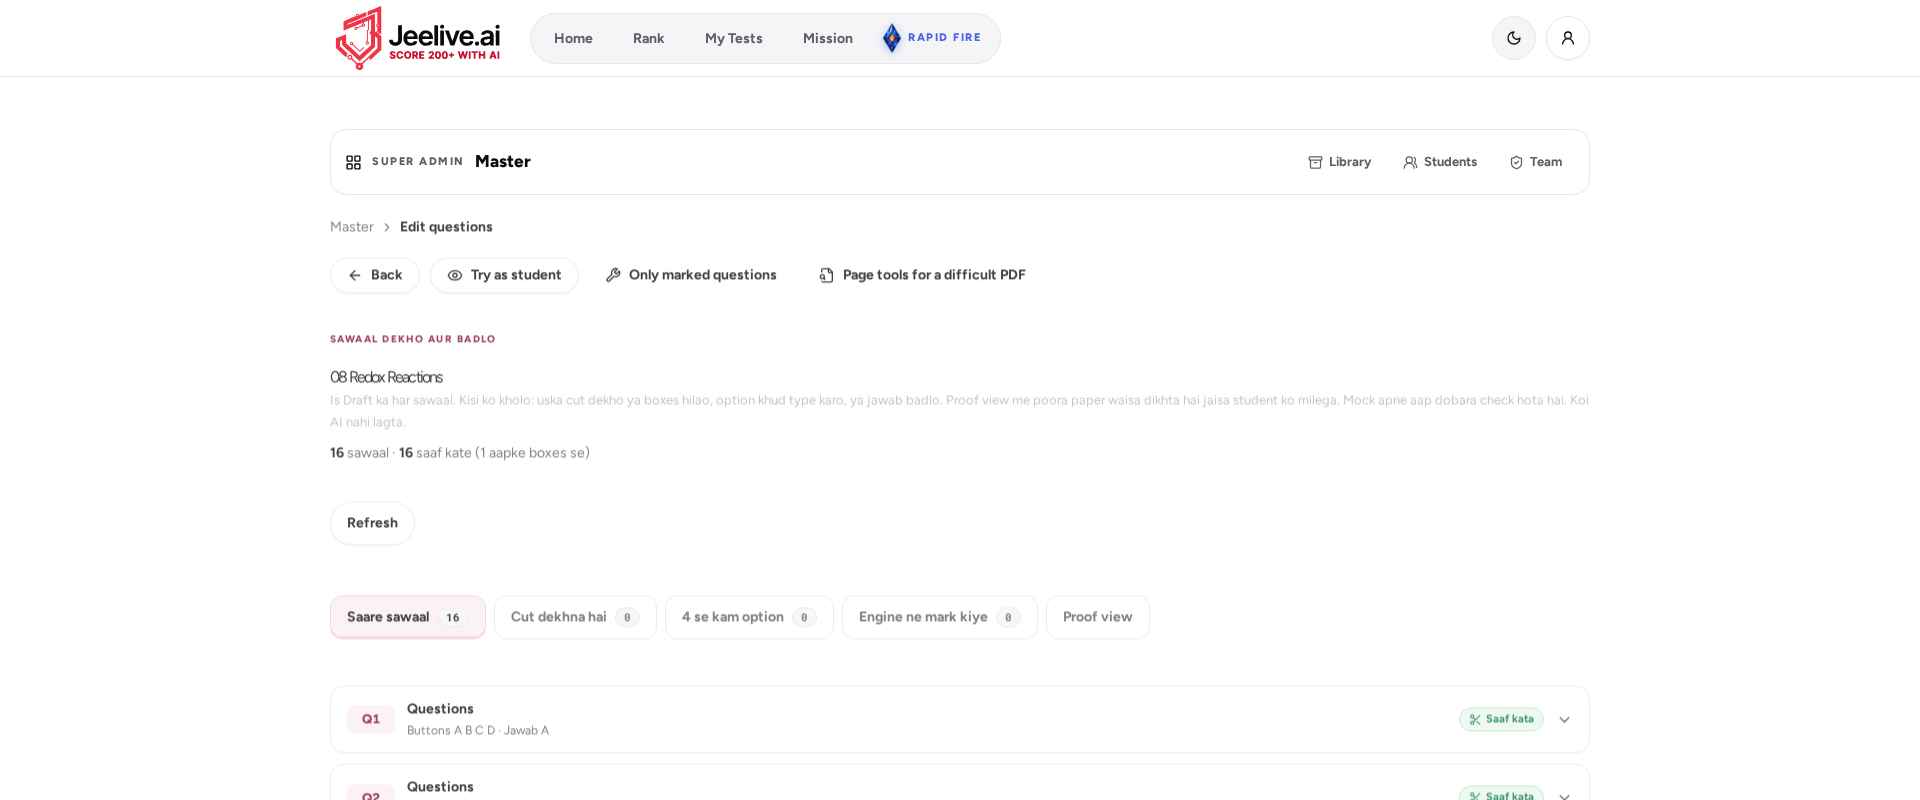 Jeelive.ai
SCORE 200+ WITH AI
Home
Rank
My Tests
Mission
RAPID FIRE
SUPER ADMIN
Master
Library
Students
Team
Master
Edit questions
Back
Try as student
Only marked questions
Page tools for a difficult PDF
SAWAAL DEKHO AUR BADLO
08 Redox Reactions
Is Draft ka har sawaal. Kisi ko kholo: uska cut dekho ya boxes hilao, option khud type karo, ya jawab badlo. Proof view me poora paper waisa dikhta hai jaisa student ko milega. Mock apne aap dobara check hota hai. Koi
AI nahi lagta.
16 sawaal · 16 saaf kate (1 aapke boxes se)
Refresh
Saare sawaal 16
Cut dekhna hai 0
4 se kam option 0
Engine ne mark kiye 0
Proof view
Q1
Questions
Buttons A B C D · Jawab A
Saaf kata
Q2
Questions
Saaf kata